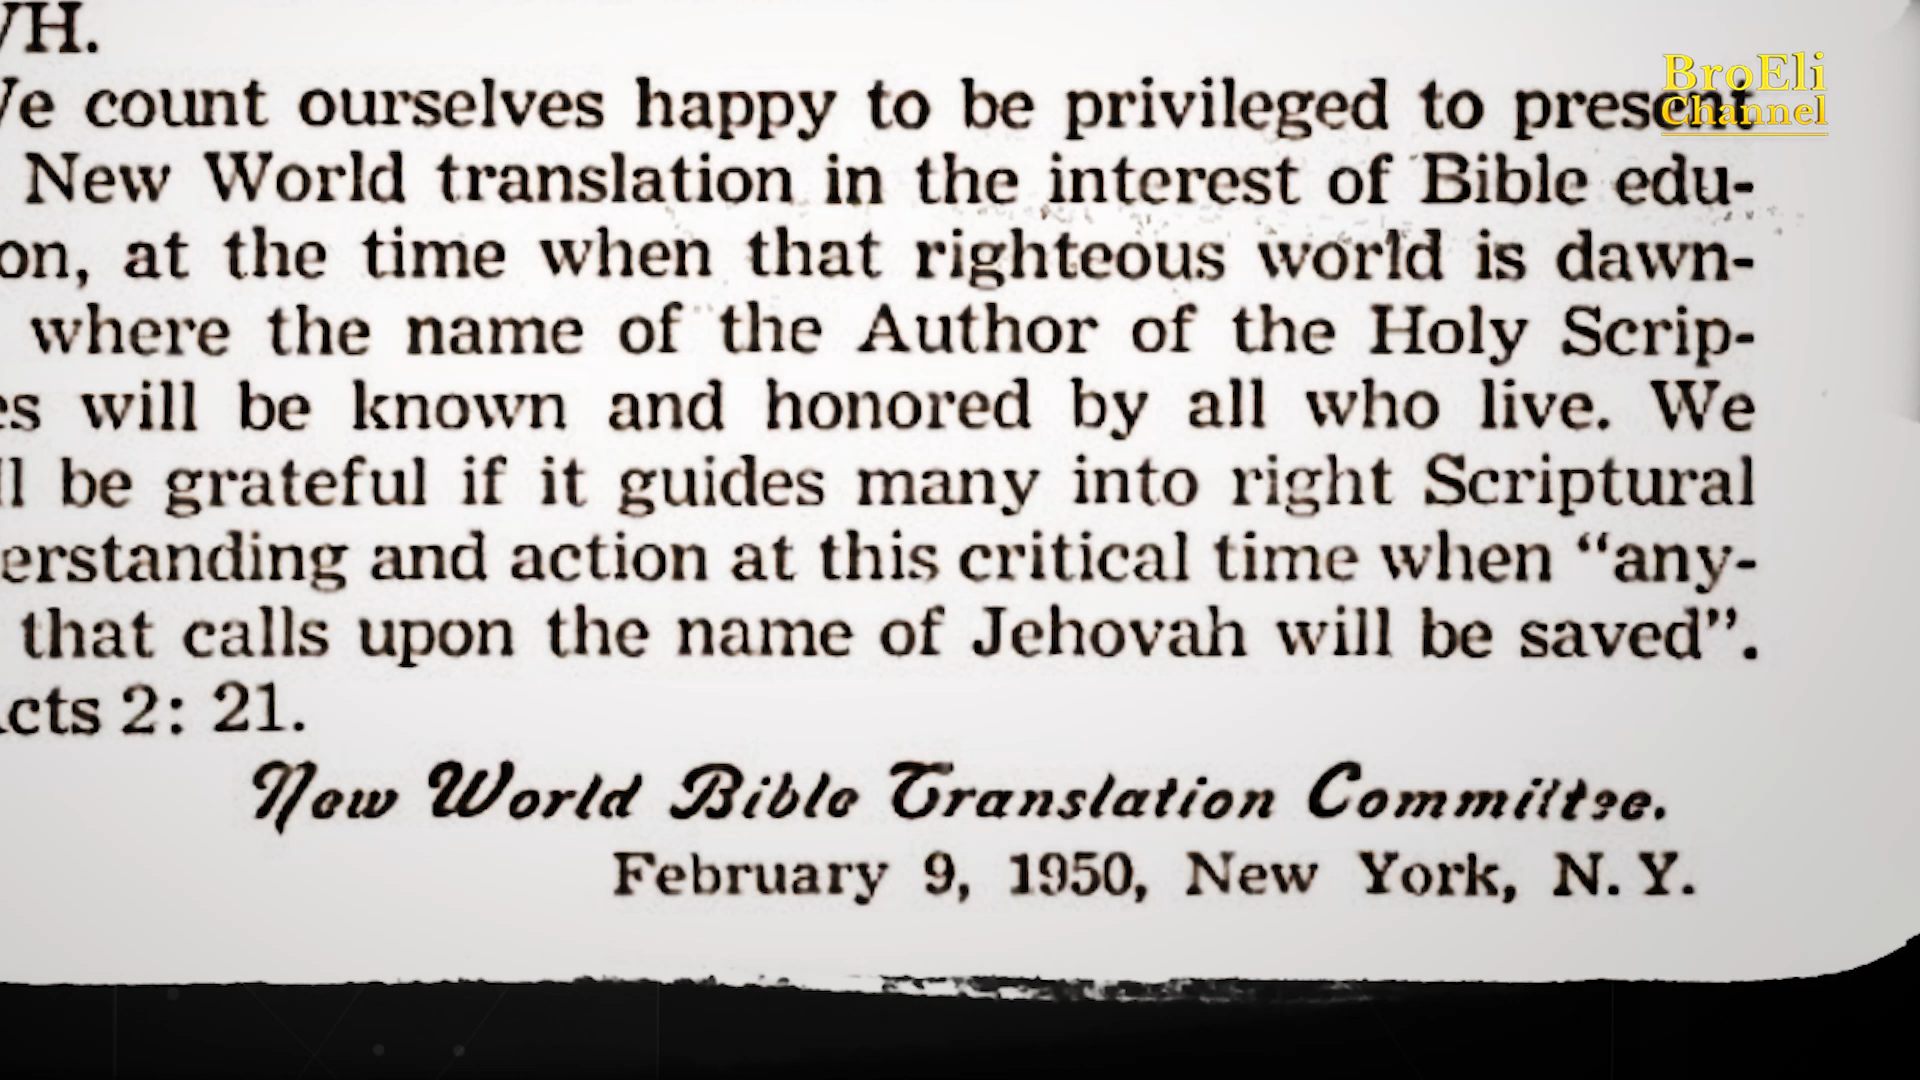 VH.
We count ourselves happy to be privileged to present
New World translation in the interest of Bible edu-
on, at the time when that righteous world is dawn-
where the name of the Author of the Holy Scrip-
es will be known and honored by all who live. We
ll be grateful if it guides many into right Scriptural
erstanding and action at this critical time when “any-
that calls upon the name of Jehovah will be saved”.
Acts 2: 21.
New World Bible Translation Committee.
February 9, 1950, New York, N. Y.
BroEli
Channel